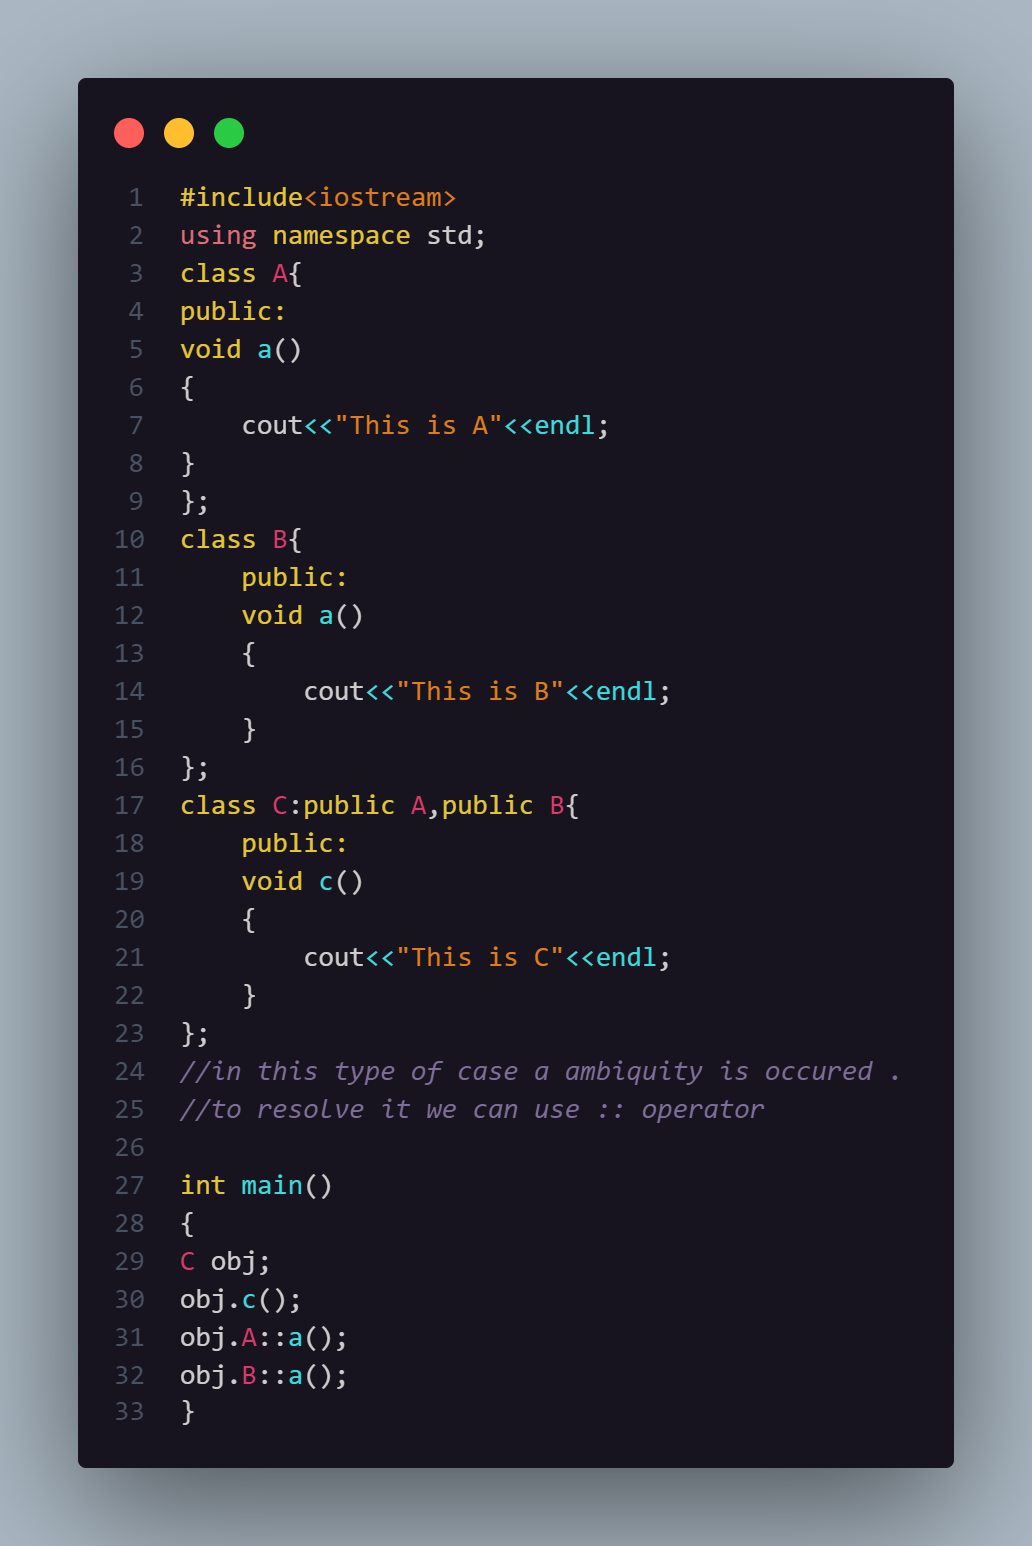 1 #include<iostream>
2 using namespace std;
3 class A{
4 public:
5 void a()
6 {
7     cout<<"This is A"<<endl;
8 }
9 };
10 class B{
11     public:
12     void a()
13     {
14         cout<<"This is B"<<endl;
15     }
16 };
17 class C:public A,public B{
18     public:
19     void c()
20     {
21         cout<<"This is C"<<endl;
22     }
23 };
24 //in this type of case a ambiquity is occured .
25 //to resolve it we can use :: operator
26
27 int main()
28 {
29 C obj;
30 obj.c();
31 obj.A::a();
32 obj.B::a();
33 }